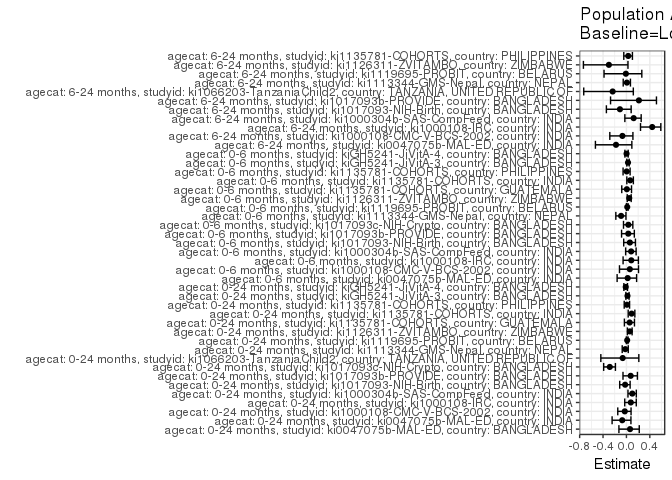 Population A
Baseline=Lo
agecat: 6-24 months, studyid: ki1135781-COHORTS, country: PHILIPPINES
agecat: 6-24 months, studyid: ki1126311-ZVITAMBO, country: ZIMBABWE
agecat: 6-24 months, studyid: ki1119695-PROBIT, country: BELARUS
agecat: 6-24 months, studyid: ki1113344-GMS-Nepal, country: NEPAL
agecat: 6-24 months, studyid: ki1066203-TanzaniaChild2, country: TANZANIA, UNITED REPUBLIC OF
agecat: 6-24 months, studyid: ki1017093b-PROVIDE, country: BANGLADESH
agecat: 6-24 months, studyid: ki1017093-NIH-Birth, country: BANGLADESH
agecat: 6-24 months, studyid: ki1000304b-SAS-CompFeed, country: INDIA
agecat: 6-24 months, studyid: ki1000108-IRC, country: INDIA
agecat: 6-24 months, studyid: ki1000108-CMC-V-BCS-2002, country: INDIA
agecat: 6-24 months, studyid: ki0047075b-MAL-ED, country: INDIA
agecat: 0-6 months, studyid: kiGH5241-JiVitA-4, country: BANGLADESH
agecat: 0-6 months, studyid: kiGH5241-JiVitA-3, country: BANGLADESH
agecat: 0-6 months, studyid: ki1135781-COHORTS, country: PHILIPPINES
agecat: 0-6 months, studyid: ki1135781-COHORTS, country: INDIA
agecat: 0-6 months, studyid: ki1135781-COHORTS, country: GUATEMALA
agecat: 0-6 months, studyid: ki1126311-ZVITAMBO, country: ZIMBABWE
agecat: 0-6 months, studyid: ki1119695-PROBIT, country: BELARUS
agecat: 0-6 months, studyid: ki1113344-GMS-Nepal, country: NEPAL
agecat: 0-6 months, studyid: ki1017093c-NIH-Crypto, country: BANGLADESH
agecat: 0-6 months, studyid: ki1017093b-PROVIDE, country: BANGLADESH
agecat: 0-6 months, studyid: ki1017093-NIH-Birth, country: BANGLADESH
agecat: 0-6 months, studyid: ki1000304b-SAS-CompFeed, country: INDIA
agecat: 0-6 months, studyid: ki1000108-IRC, country: INDIA
agecat: 0-6 months, studyid: ki1000108-CMC-V-BCS-2002, country: INDIA
agecat: 0-6 months, studyid: ki0047075b-MAL-ED, country: INDIA
agecat: 0-24 months, studyid: kiGH5241-JiVitA-4, country: BANGLADESH
agecat: 0-24 months, studyid: kiGH5241-JiVitA-3, country: BANGLADESH
agecat: 0-24 months, studyid: ki1135781-COHORTS, country: PHILIPPINES
agecat: 0-24 months, studyid: ki1135781-COHORTS, country: INDIA
agecat: 0-24 months, studyid: ki1135781-COHORTS, country: GUATEMALA
agecat: 0-24 months, studyid: ki1126311-ZVITAMBO, country: ZIMBABWE
agecat: 0-24 months, studyid: ki1119695-PROBIT, country: BELARUS
agecat: 0-24 months, studyid: ki1113344-GMS-Nepal, country: NEPAL
agecat: 0-24 months, studyid: ki1066203-TanzaniaChild2, country: TANZANIA, UNITED REPUBLIC OF
agecat: 0-24 months, studyid: ki1017093c-NIH-Crypto, country: BANGLADESH
agecat: 0-24 months, studyid: ki1017093b-PROVIDE, country: BANGLADESH
agecat: 0-24 months, studyid: ki1017093-NIH-Birth, country: BANGLADESH
agecat: 0-24 months, studyid: ki1000304b-SAS-CompFeed, country: INDIA
agecat: 0-24 months, studyid: ki1000108-IRC, country: INDIA
agecat: 0-24 months, studyid: ki1000108-CMC-V-BCS-2002, country: INDIA
agecat: 0-24 months, studyid: ki0047075b-MAL-ED, country: INDIA
agecat: 0-24 months, studyid: ki0047075b-MAL-ED, country: BANGLADESH
-0.8 -0.4 0.0 0.4
Estimate